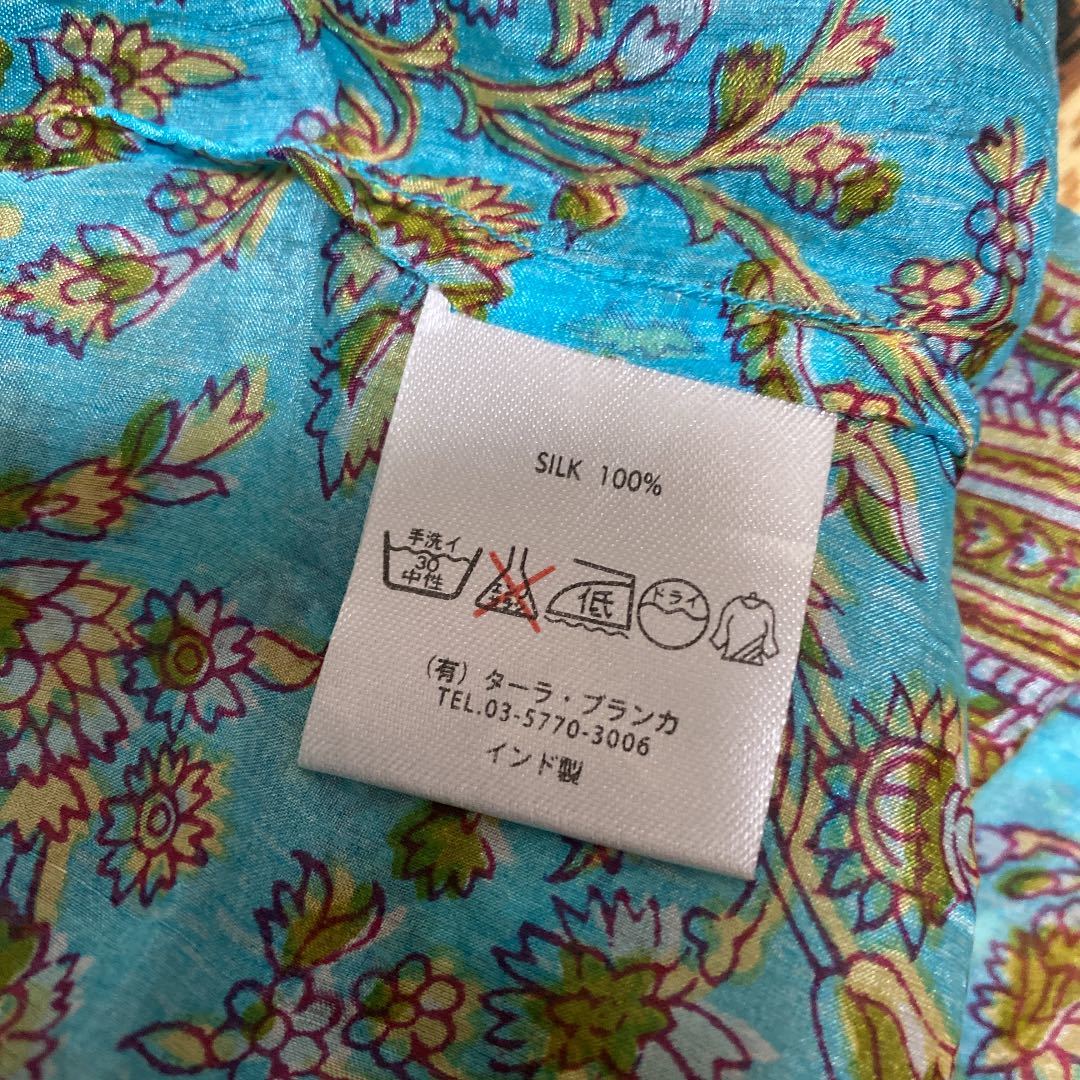 SILK 100%
手洗イ
30
中性
低
ドライ
(有) ターラ・ブランカ
TEL.03-5770-3006
インド製